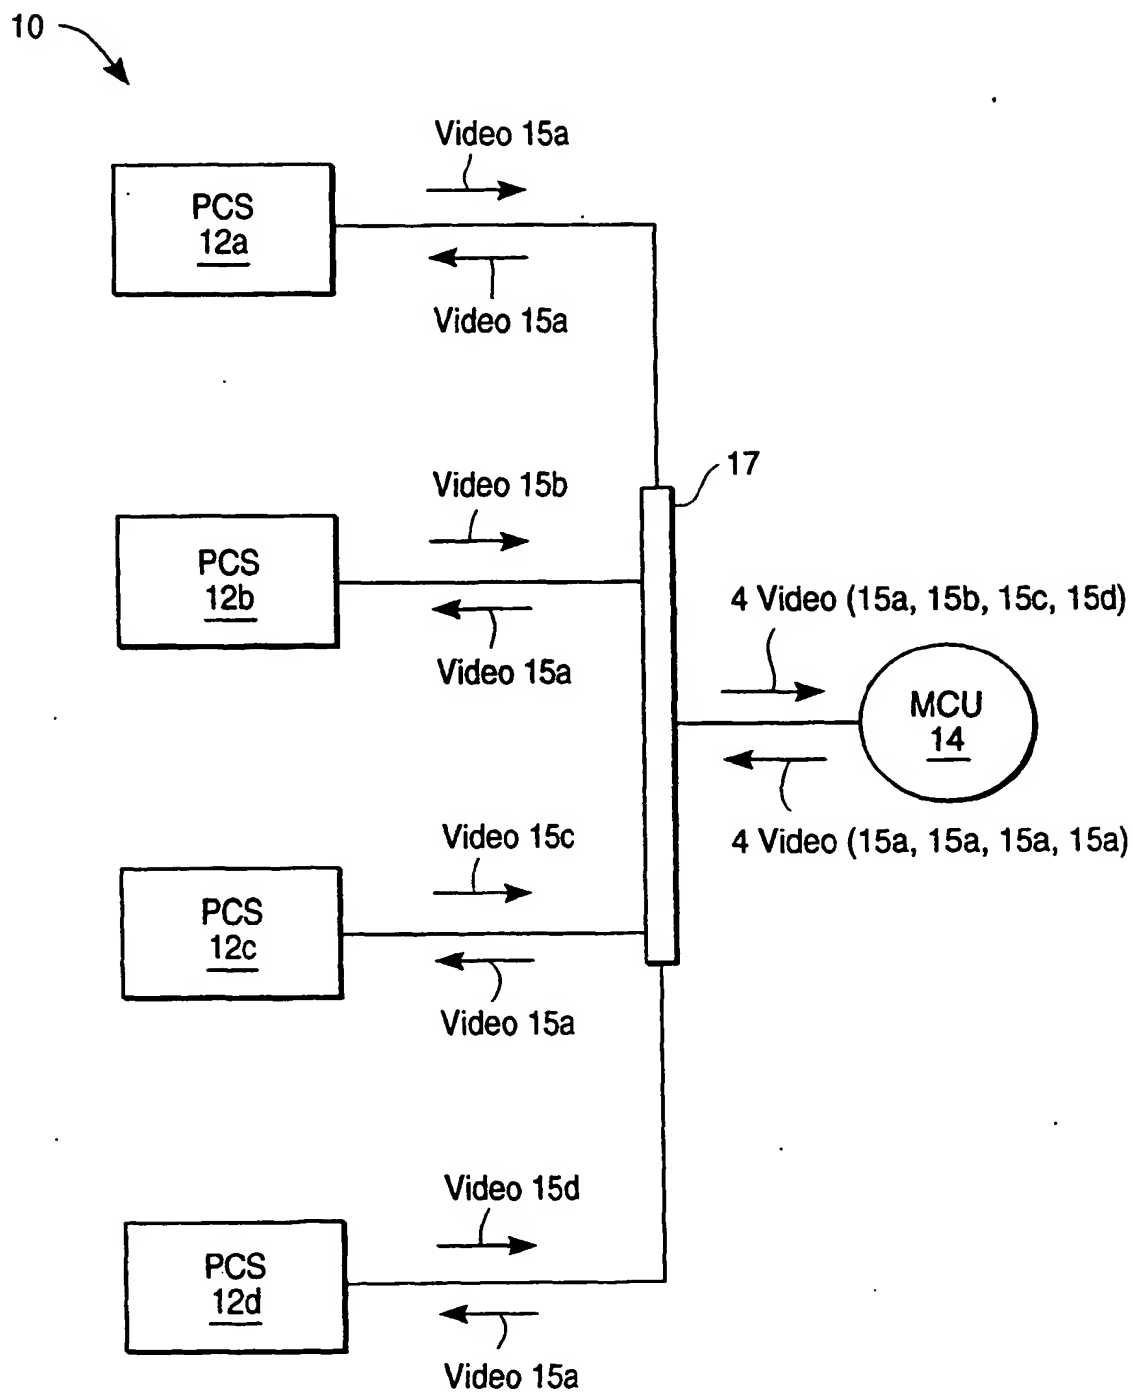 10
Video 15a
PCS
12a
Video 15a
Video 15b
17
PCS
12b
Video 15a
4 Video (15a, 15b, 15c, 15d)
MCU
14
4 Video (15a, 15a, 15a, 15a)
Video 15c
PCS
12c
Video 15a
Video 15d
PCS
12d
Video 15a